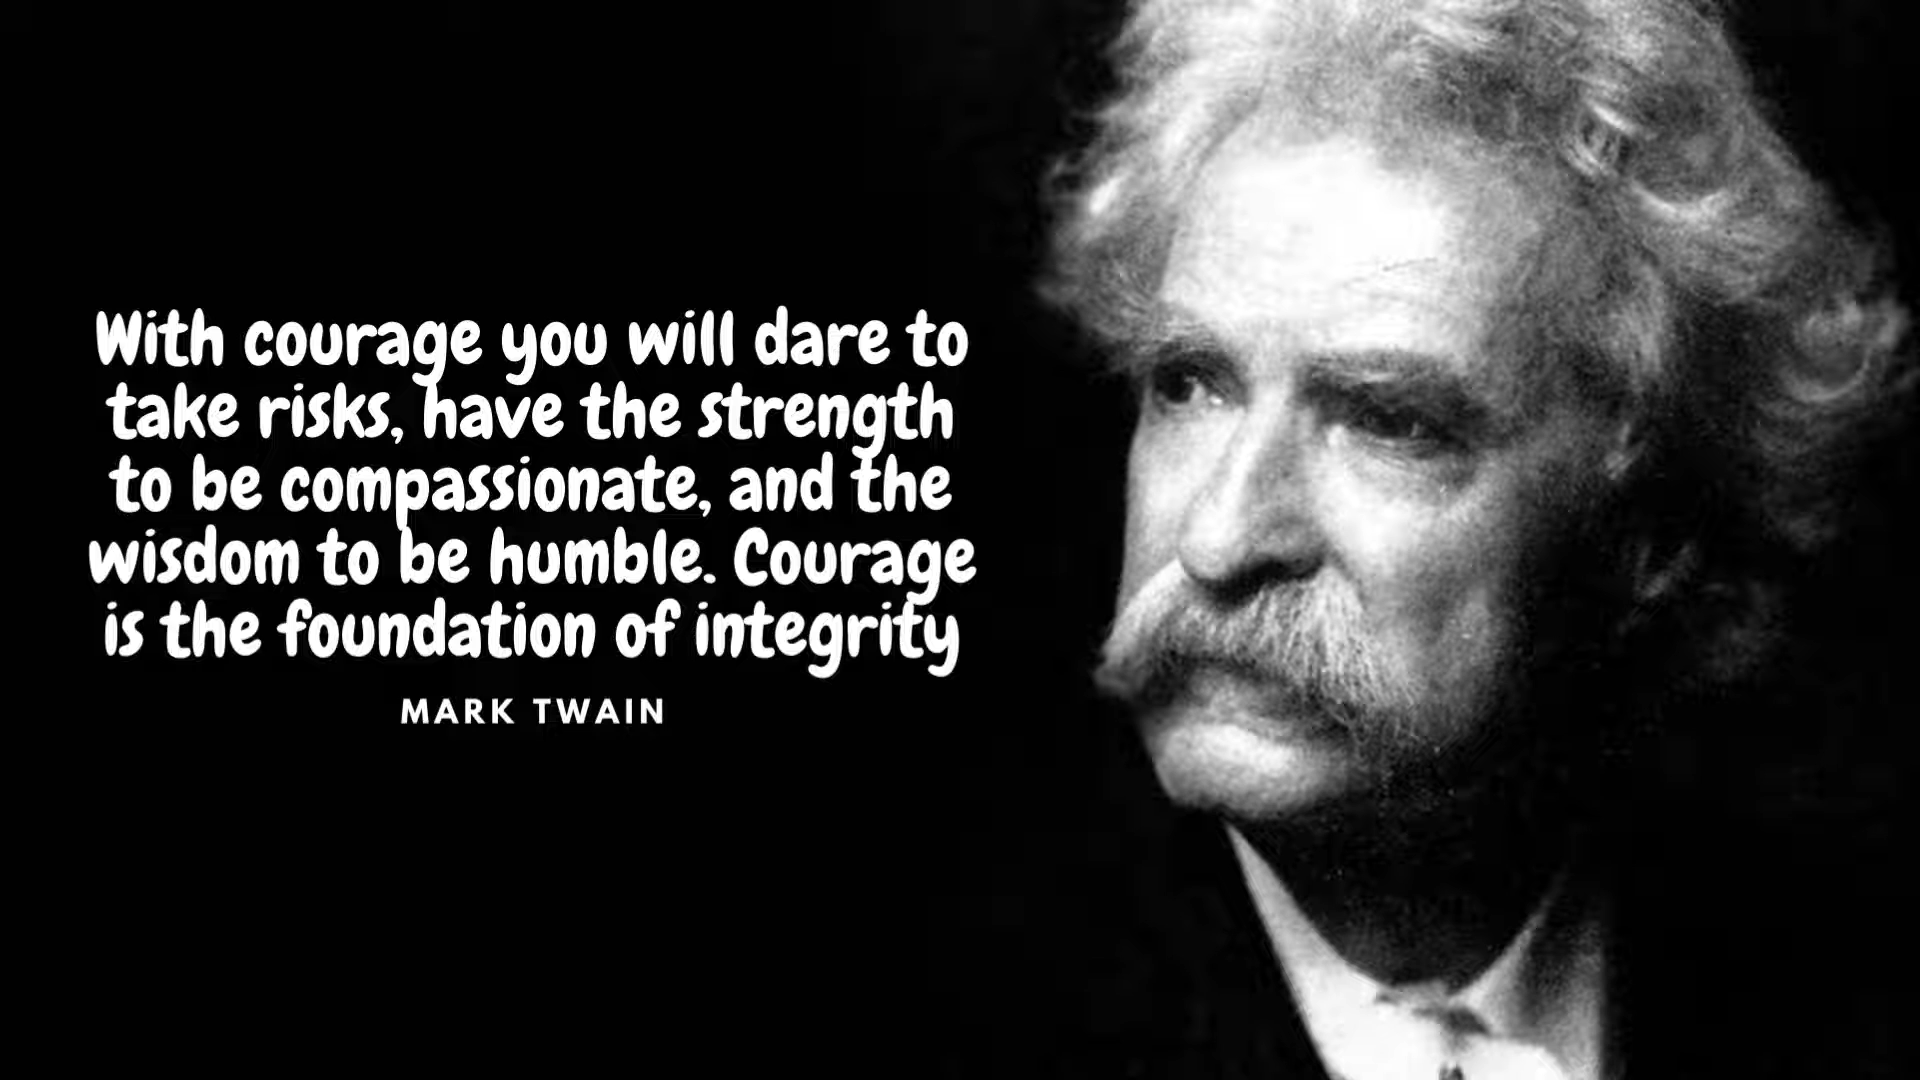 With courage you will dare to
take risks, have the strength
to be compassionate, and the
wisdom to be humble. Courage
is the foundation of integrity
MARK TWAIN